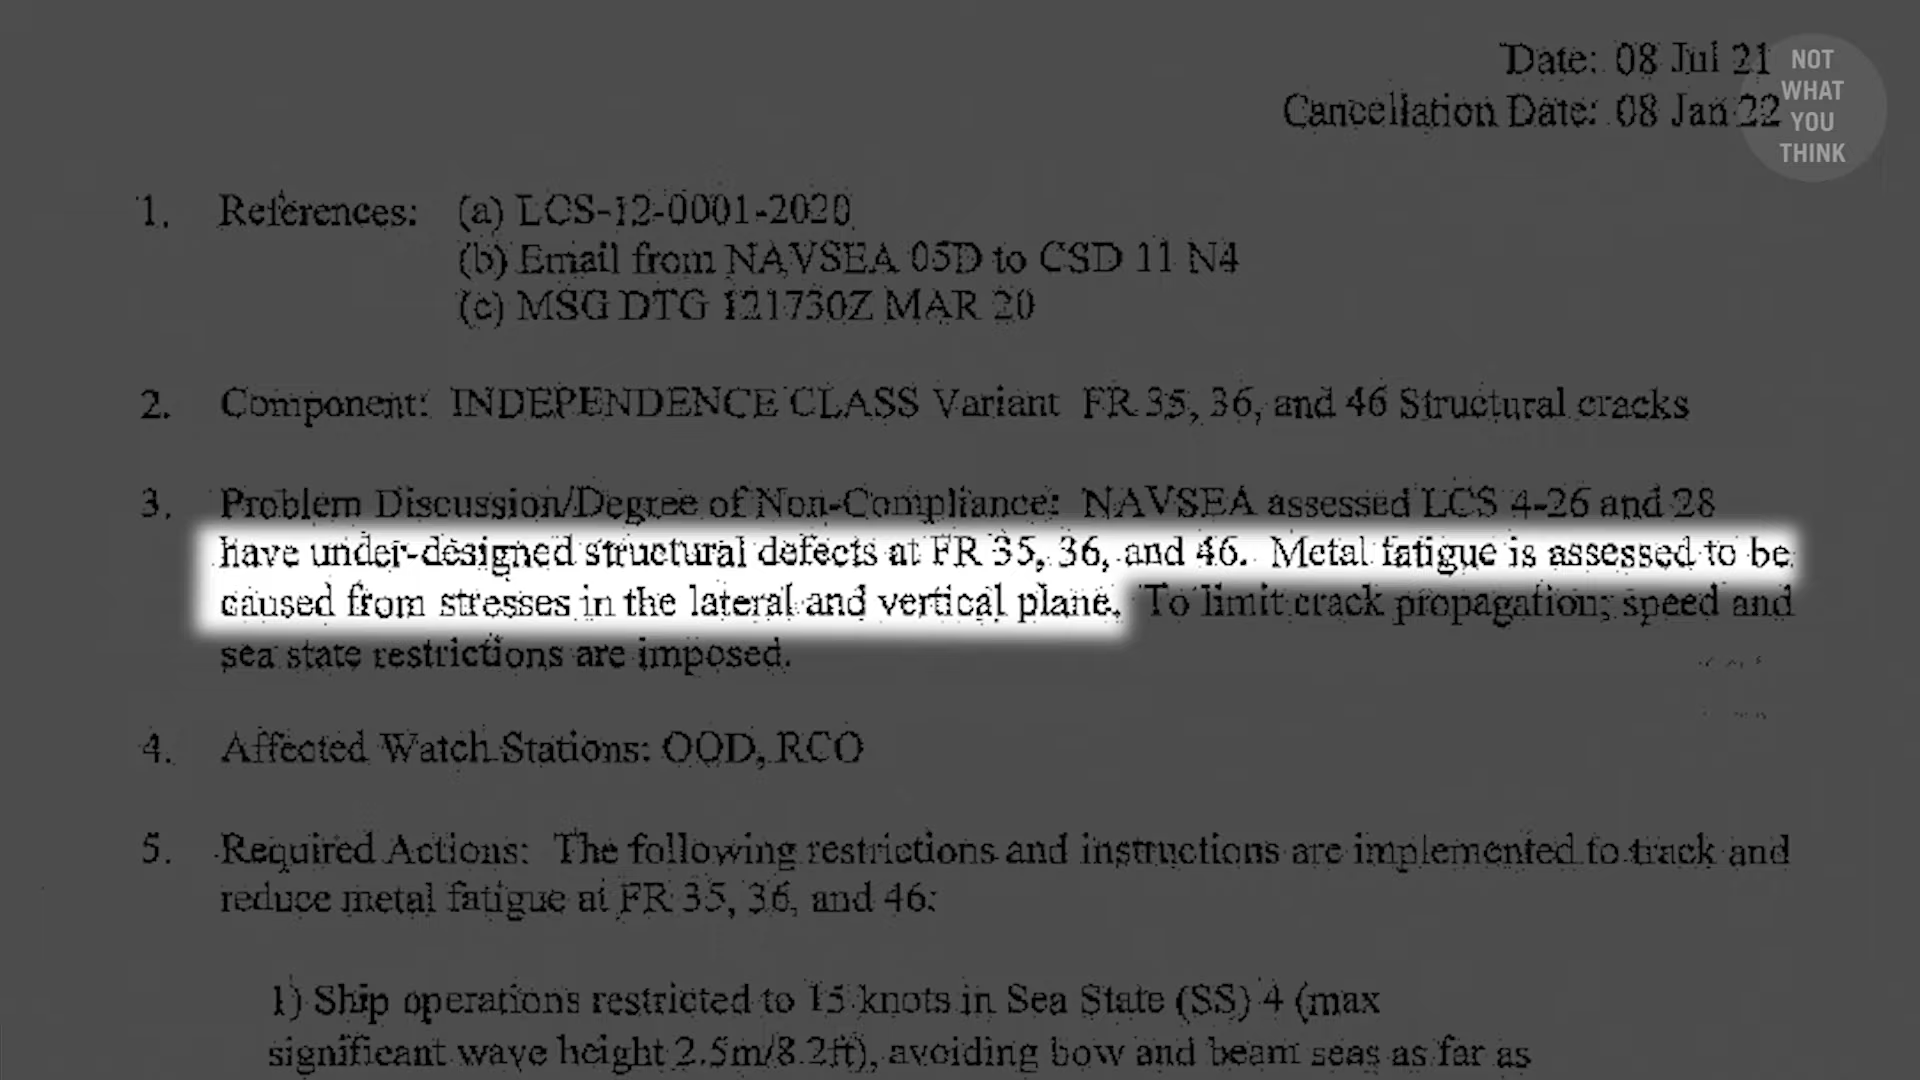 Date: 08 Jul 21
Cancellation Date: 08 Jan 22
NOT
WHAT
YOU
THINK
1. References: (a) LCS-12-0001-2020
(b) Email from NAVSEA 05D to CSD 11 N4
(c) MSG DTG 121730Z MAR 20
2. Component: INDEPENDENCE CLASS Variant FR 35, 36, and 46 Structural cracks
3. Problem Discussion/Degree of Non-Compliance: NAVSEA assessed LCS 4-26 and 28
have under-designed structural defects at FR 35, 36, and 46. Metal fatigue is assessed to be
caused from stresses in the lateral and vertical plane. To limit crack propagation, speed and
sea state restrictions are imposed.
4. Affected Watch Stations: OOD, RCO
5. Required Actions: The following restrictions and instructions are implemented to track and
reduce metal fatigue at FR 35, 36, and 46:
1) Ship operations restricted to 15 knots in Sea State (SS) 4 (max
significant wave height 2.5m/8.2ft), avoiding bow and beam seas as far as